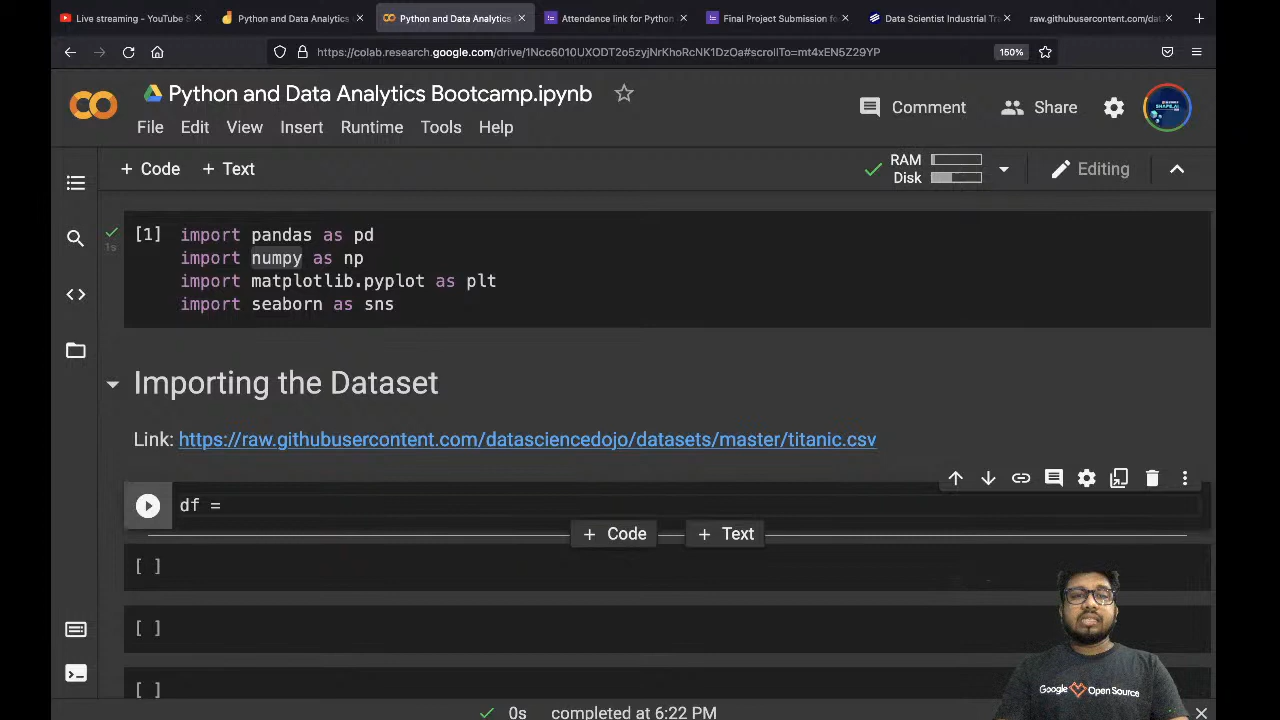 Live streaming - YouTube S
Python and Data Analytics
Python and Data Analytics
Attendance link for Python
Final Project Submission fo
Data Scientist Industrial Tra
raw.githubusercontent.com/dat
https://colab.research.google.com/drive/1Ncc6010UXODT2o5zyjNrKhoRcNK1DzOa#scrollTo=mt4xEN5Z29YP
150%
Python and Data Analytics Bootcamp.ipynb
File Edit View Insert Runtime Tools Help
Comment
Share
+ Code + Text
RAM
Disk
Editing
[1] import pandas as pd
1s
import numpy as np
import matplotlib.pyplot as plt
import seaborn as sns
Importing the Dataset
Link: https://raw.githubusercontent.com/datasciencedojo/datasets/master/titanic.csv
df =
+ Code + Text
[ ]
[ ]
[ ]
Google Open Source
0s completed at 6:22 PM